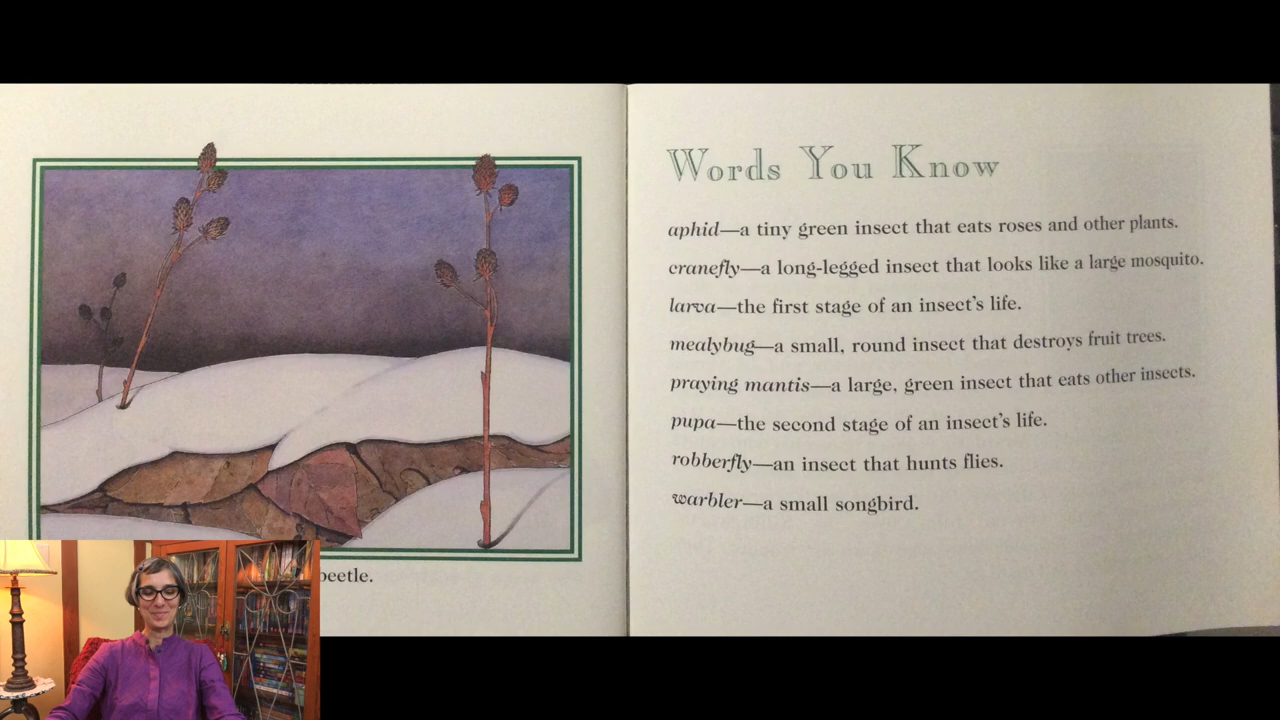 beetle.
Words You Know
aphid—a tiny green insect that eats roses and other plants.
cranefly—a long-legged insect that looks like a large mosquito.
larva—the first stage of an insect's life.
mealybug—a small, round insect that destroys fruit trees.
praying mantis—a large, green insect that eats other insects.
pupa—the second stage of an insect's life.
robberfly—an insect that hunts flies.
warbler—a small songbird.